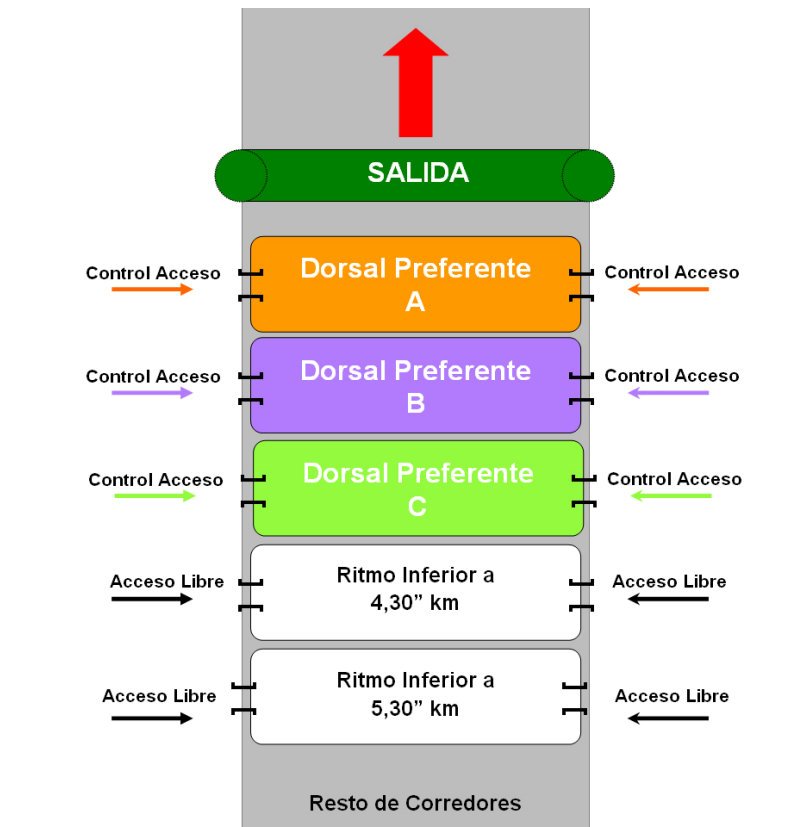 SALIDA
Control Acceso
Dorsal Preferente
A
Control Acceso
Control Acceso
Dorsal Preferente
B
Control Acceso
Control Acceso
Dorsal Preferente
C
Control Acceso
Acceso Libre
Ritmo Inferior a
4,30” km
Acceso Libre
Acceso Libre
Ritmo Inferior a
5,30” km
Acceso Libre
Resto de Corredores